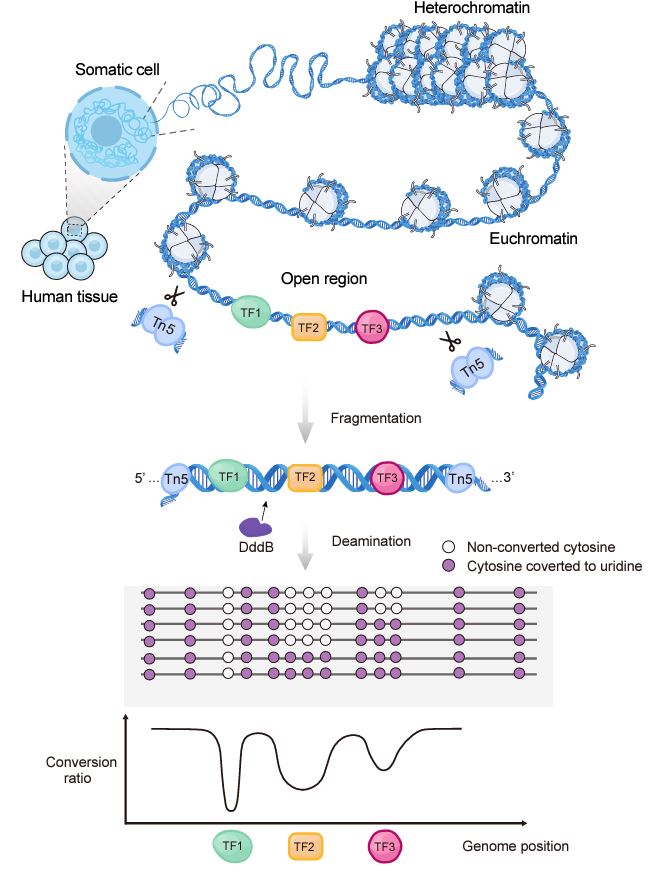 Heterochromatin
Somatic cell
Euchromatin
Human tissue
Open region
Tn5
TF1
TF2
TF3
Tn5
Fragmentation
5' ...
Tn5
TF1
TF2
TF3
Tn5
...3'
DddB
Deamination
Non-converted cytosine
Cytosine coverted to uridine
Conversion
ratio
TF1
TF2
TF3
Genome position